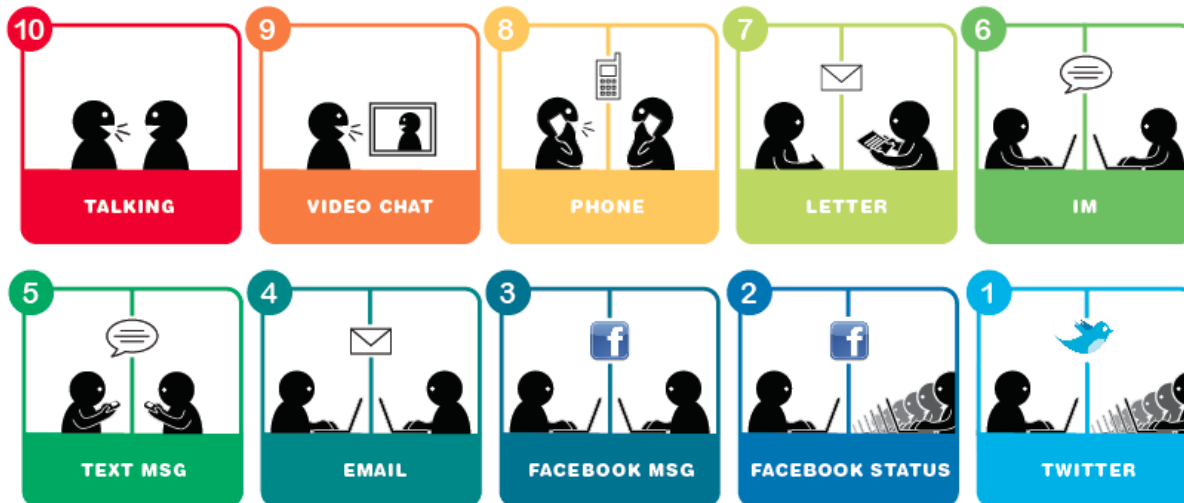 10
TALKING
9
VIDEO CHAT
8
PHONE
7
LETTER
6
IM
5
TEXT MSG
4
EMAIL
3
f
FACEBOOK MSG
2
f
FACEBOOK STATUS
1
TWITTER